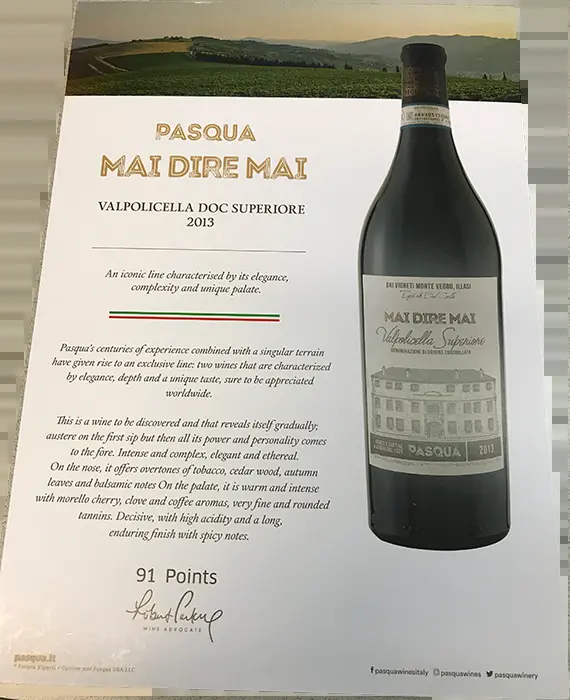 PASQUA
MAI DIRE MAI
VALPOLICELLA DOC SUPERIORE
2013
An iconic line characterised by its elegance,
complexity and unique palate.
Pasqua's centuries of experience combined with a singular terrain
have given rise to an exclusive line: two wines that are characterized
by elegance, depth and a unique taste, sure to be appreciated
worldwide.
This is a wine to be discovered and that reveals itself gradually;
austere on the first sip but then all its power and personality comes
to the fore. Intense and complex, elegant and ethereal.
On the nose, it offers overtones of tobacco, cedar wood, autumn
leaves and balsamic notes On the palate, it is warm and intense
with morello cherry, clove and coffee aromas, very fine and rounded
tannins. Decisive, with high acidity and a long,
enduring finish with spicy notes.
91 Points
Robert Parker
WINE ADVOCATE
DAI VIGNETI MONTE VEGRO, ILLASI
MAI DIRE MAI
Valpolicella Superiore
DENOMINAZIONE DI ORIGINE CONTROLLATA
PASQUA
2013
pasqua.it
pasquawinesitaly pasquawines pasquawinery